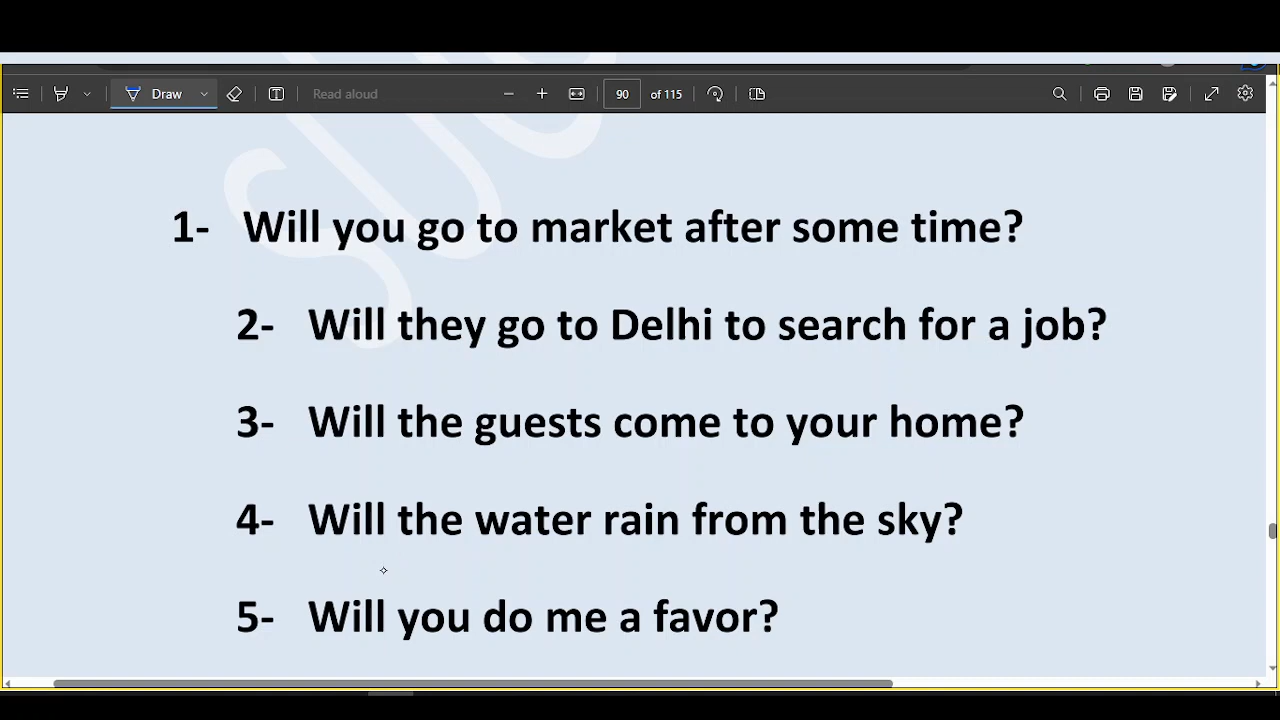 Draw
Read aloud
90 of 115
1- Will you go to market after some time?
2- Will they go to Delhi to search for a job?
3- Will the guests come to your home?
4- Will the water rain from the sky?
5- Will you do me a favor?